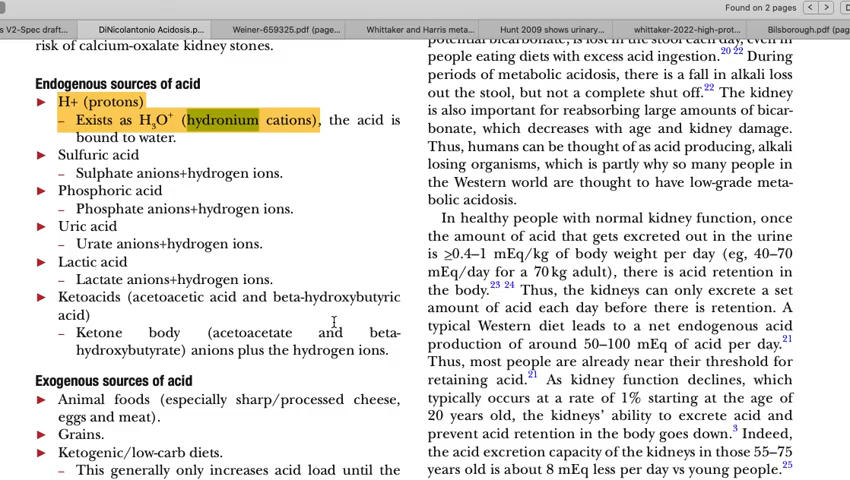 Found on 2 pages
s V2-Spec draft...
DiNicolantonio Acidosis.p...
Weiner-659325.pdf (page...
Whittaker and Harris meta...
Hunt 2009 shows urinary...
whittaker-2022-high-prot...
Bilsborough.pdf (pag
risk of calcium-oxalate kidney stones.
Endogenous sources of acid
► H+ (protons)
– Exists as H3O+ (hydronium cations), the acid is
bound to water.
► Sulfuric acid
– Sulphate anions+hydrogen ions.
► Phosphoric acid
– Phosphate anions+hydrogen ions.
► Uric acid
– Urate anions+hydrogen ions.
► Lactic acid
– Lactate anions+hydrogen ions.
► Ketoacids (acetoacetic acid and beta-hydroxybutyric
acid)
– Ketone body (acetoacetate and beta-
hydroxybutyrate) anions plus the hydrogen ions.
Exogenous sources of acid
► Animal foods (especially sharp/processed cheese,
eggs and meat).
► Grains.
► Ketogenic/low-carb diets.
– This generally only increases acid load until the
potential bicarbonate, is lost in the stool each day, even in
people eating diets with excess acid ingestion.20 22 During
periods of metabolic acidosis, there is a fall in alkali loss
out the stool, but not a complete shut off.22 The kidney
is also important for reabsorbing large amounts of bicar-
bonate, which decreases with age and kidney damage.
Thus, humans can be thought of as acid producing, alkali
losing organisms, which is partly why so many people in
the Western world are thought to have low-grade meta-
bolic acidosis.
In healthy people with normal kidney function, once
the amount of acid that gets excreted out in the urine
is ≥0.4–1 mEq/kg of body weight per day (eg, 40–70
mEq/day for a 70 kg adult), there is acid retention in
the body.23 24 Thus, the kidneys can only excrete a set
amount of acid each day before there is retention. A
typical Western diet leads to a net endogenous acid
production of around 50–100 mEq of acid per day.21
Thus, most people are already near their threshold for
retaining acid.21 As kidney function declines, which
typically occurs at a rate of 1% starting at the age of
20 years old, the kidneys' ability to excrete acid and
prevent acid retention in the body goes down.3 Indeed,
the acid excretion capacity of the kidneys in those 55–75
years old is about 8 mEq less per day vs young people.25